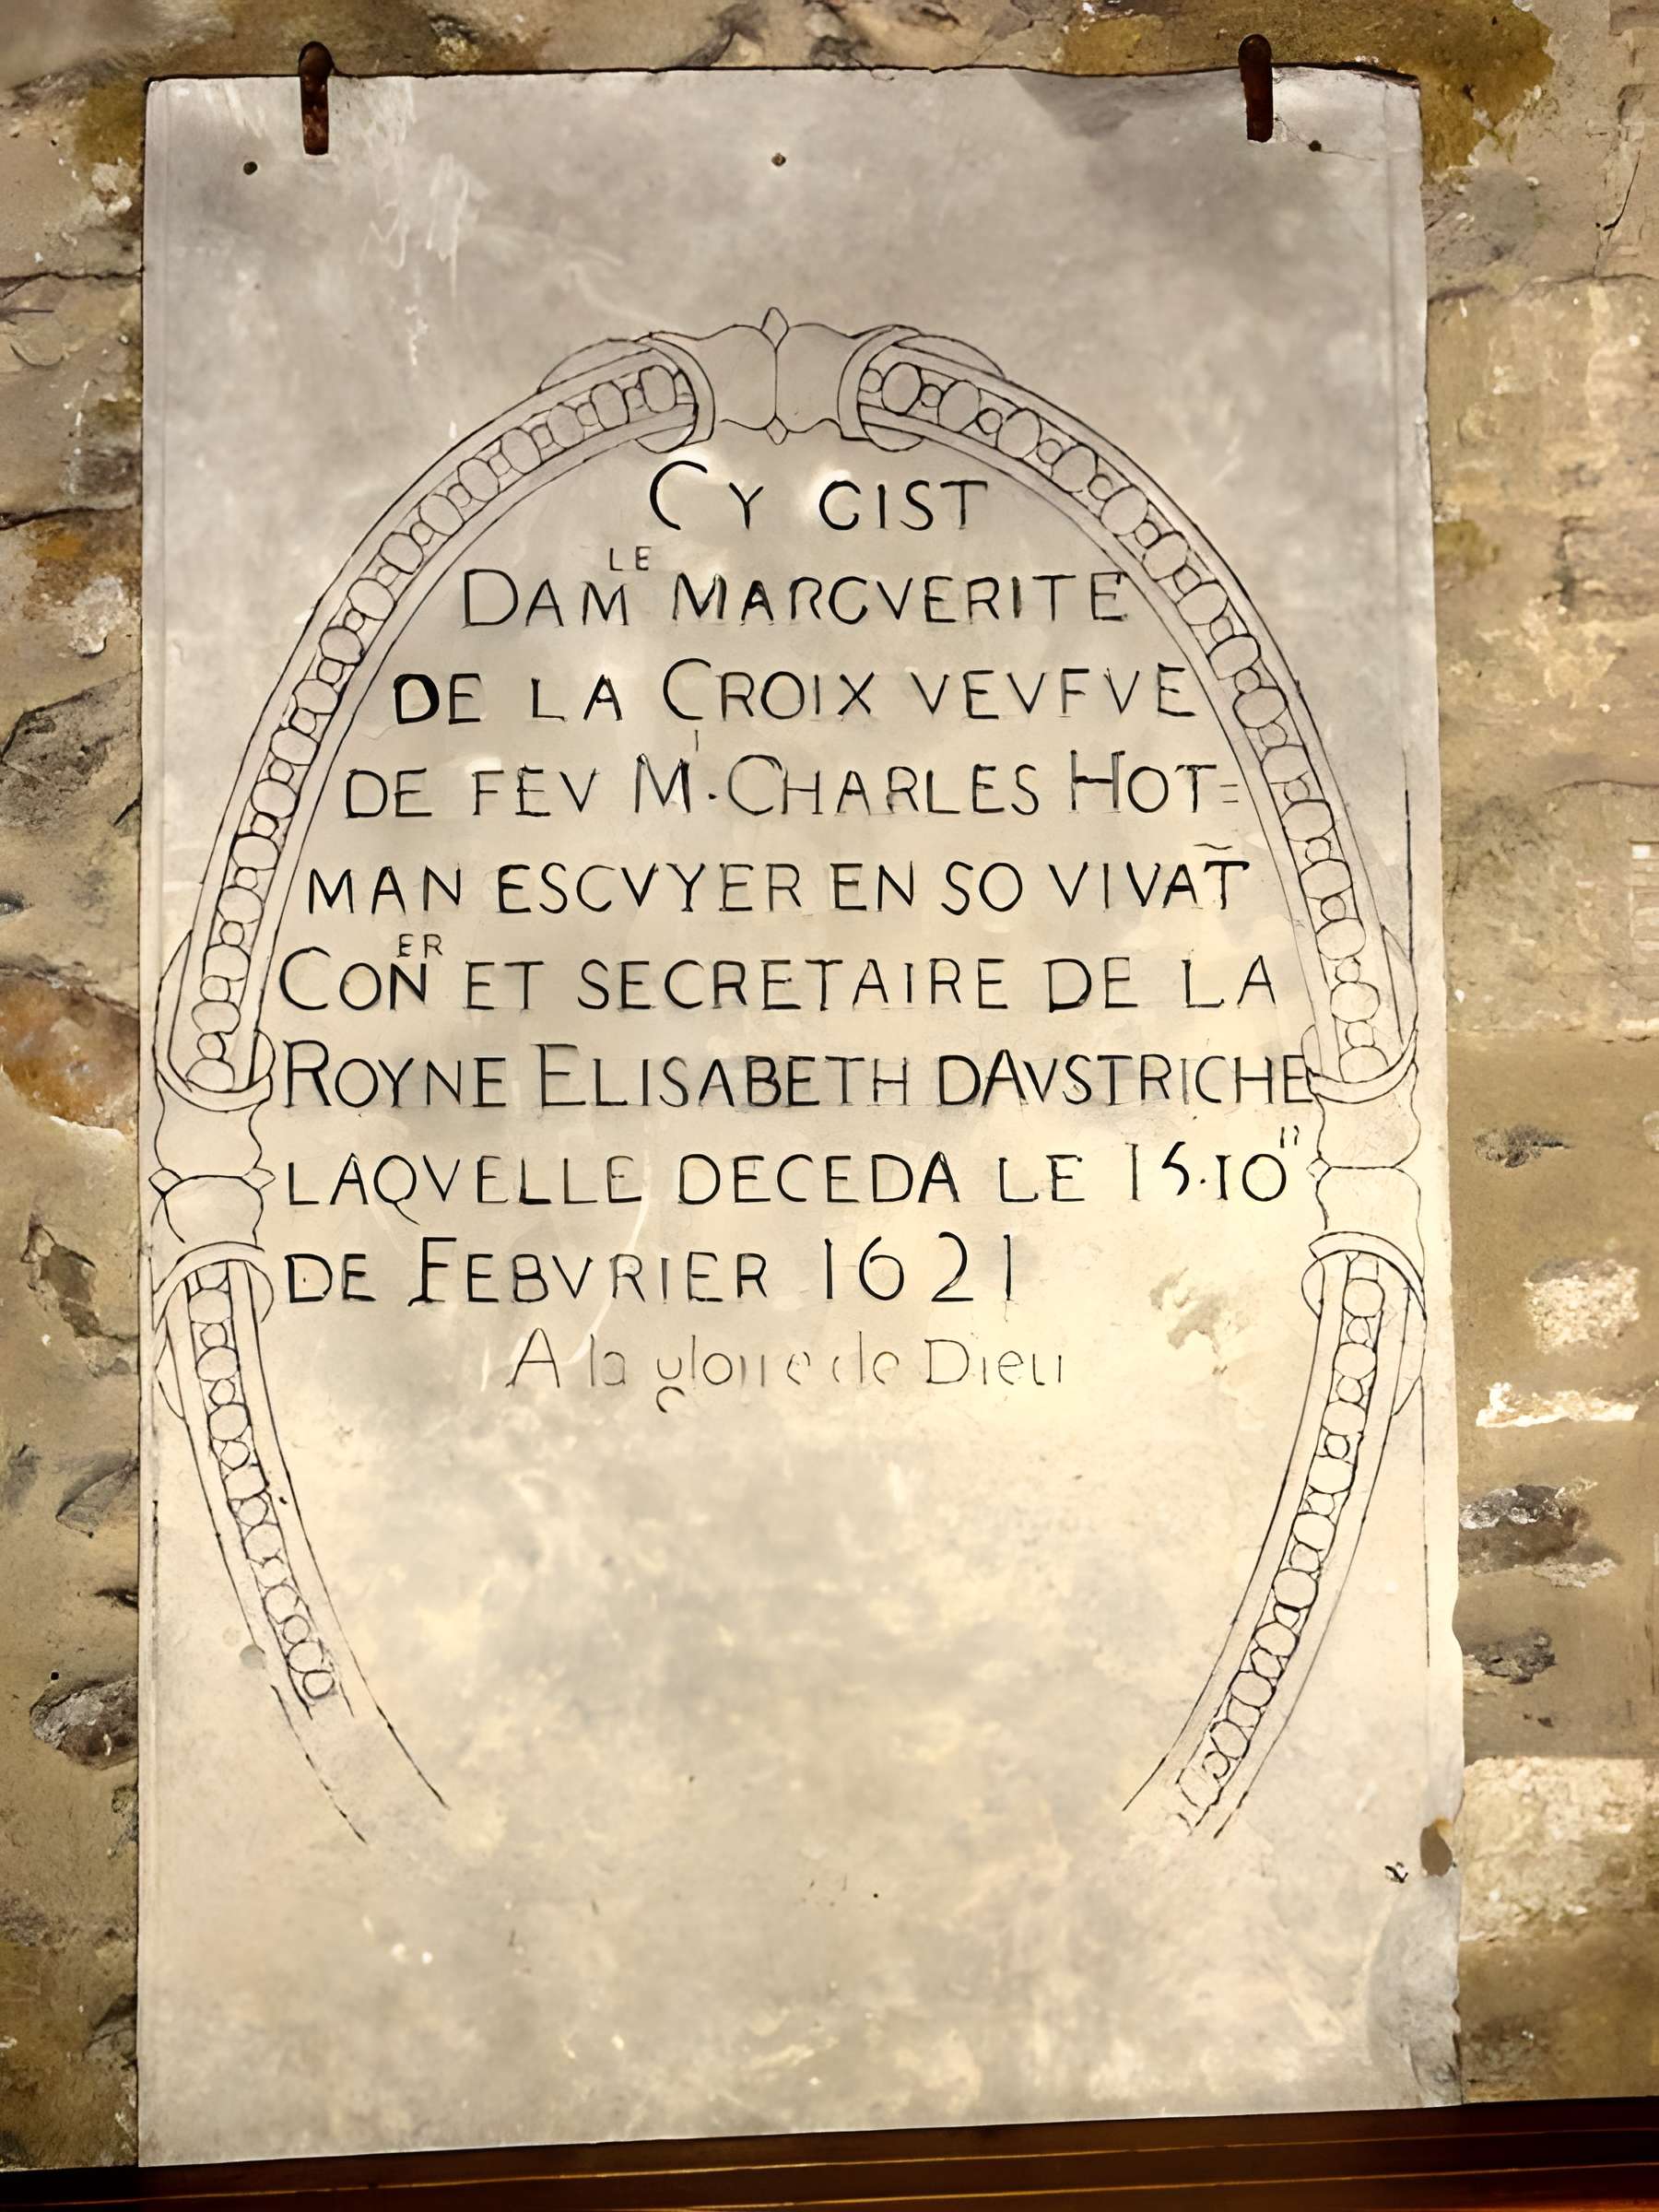 CY GIST
DAM LE MARGVERITE
DE LA CROIX VEVFVE
DE FEV M. CHARLES HOT=
MAN ESCVYER EN SO VIVAT̃
CON ER ET SECRETAIRE DE LA
ROYNE ELISABETH DAVSTRICHE
LAQVELLE DECEDA LE 15.IO
DE FEBVRIER 1621
A la gloire de Dieu